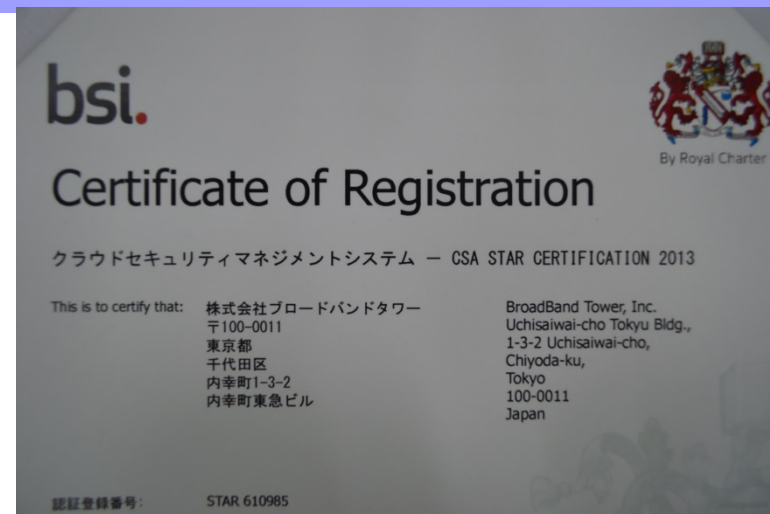 bsi.
By Royal Charter
Certificate of Registration
クラウドセキュリティマネジメントシステム － CSA STAR CERTIFICATION 2013
This is to certify that:
株式会社ブロードバンドタワー
〒100-0011
東京都
千代田区
内幸町1-3-2
内幸町東急ビル
BroadBand Tower, Inc.
Uchisaiwai-cho Tokyu Bldg.,
1-3-2 Uchisaiwai-cho,
Chiyoda-ku,
Tokyo
100-0011
Japan
認証登録番号: STAR 610985